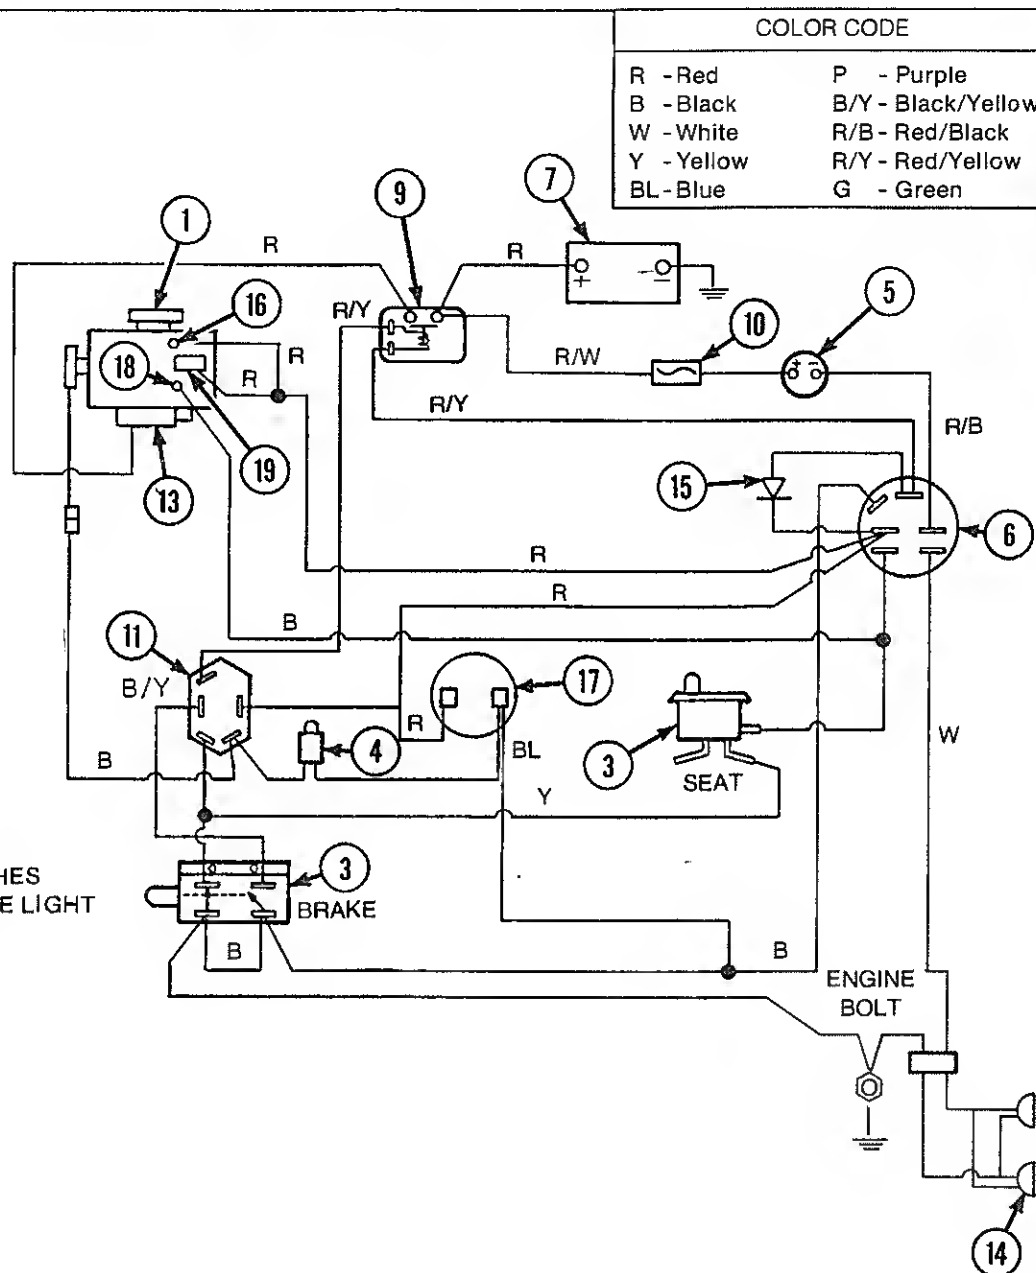 COLOR CODE
R - Red P - Purple
B - Black B/Y - Black/Yellow
W - White R/B - Red/Black
Y - Yellow R/Y - Red/Yellow
BL - Blue G - Green
7
9
1
R
R
+
-
5
16
R/Y
10
+ -
18
R
R/W
R
R/Y
R/B
19
15
13
6
R
R
B
11
17
B/Y
R
4
BL
3
W
B
SEAT
Y
HES
E LIGHT
3
BRAKE
B
B
ENGINE
BOLT
14